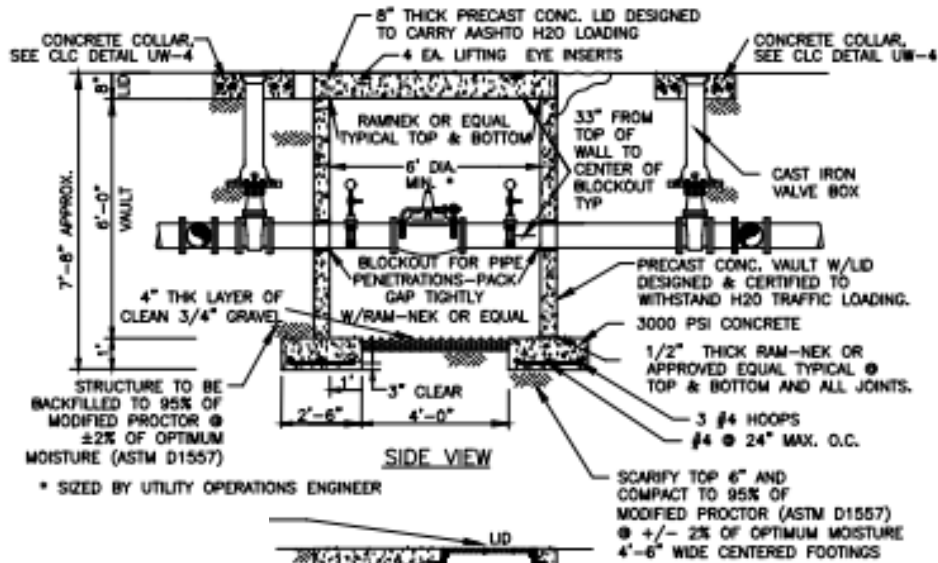 8" THICK PRECAST CONC. LID DESIGNED
TO CARRY AASHTO H20 LOADING
4 EA. LIFTING EYE INSERTS
CONCRETE COLLAR,
SEE CLC DETAIL UW-4
CONCRETE COLLAR,
SEE CLC DETAIL UW-4
8"
LID
RAMNEK OR EQUAL
TYPICAL TOP & BOTTOM
6' DIA.
MIN. *
33" FROM
TOP OF
WALL TO
CENTER OF
BLOCKOUT
TYP
CAST IRON
VALVE BOX
7'-8" APPROX.
6'-0"
VAULT
BLOCKOUT FOR PIPE
PENETRATIONS-PACK
GAP TIGHTLY
W/RAM-NEK OR EQUAL
4" THK LAYER OF
CLEAN 3/4" GRAVEL
PRECAST CONC. VAULT W/LID
DESIGNED & CERTIFIED TO
WITHSTAND H20 TRAFFIC LOADING.
3000 PSI CONCRETE
1/2" THICK RAM-NEK OR
APPROVED EQUAL TYPICAL @
TOP & BOTTOM AND ALL JOINTS.
1'
1'
3" CLEAR
2'-6"
4'-0"
STRUCTURE TO BE
BACKFILLED TO 95% OF
MODIFIED PROCTOR @
±2% OF OPTIMUM
MOISTURE (ASTM D1557)
3 #4 HOOPS
#4 @ 24" MAX. O.C.
SIDE VIEW
* SIZED BY UTILITY OPERATIONS ENGINEER
SCARIFY TOP 6" AND
COMPACT TO 95% OF
MODIFIED PROCTOR (ASTM D1557)
@ +/- 2% OF OPTIMUM MOISTURE
4'-6" WIDE CENTERED FOOTINGS
LID